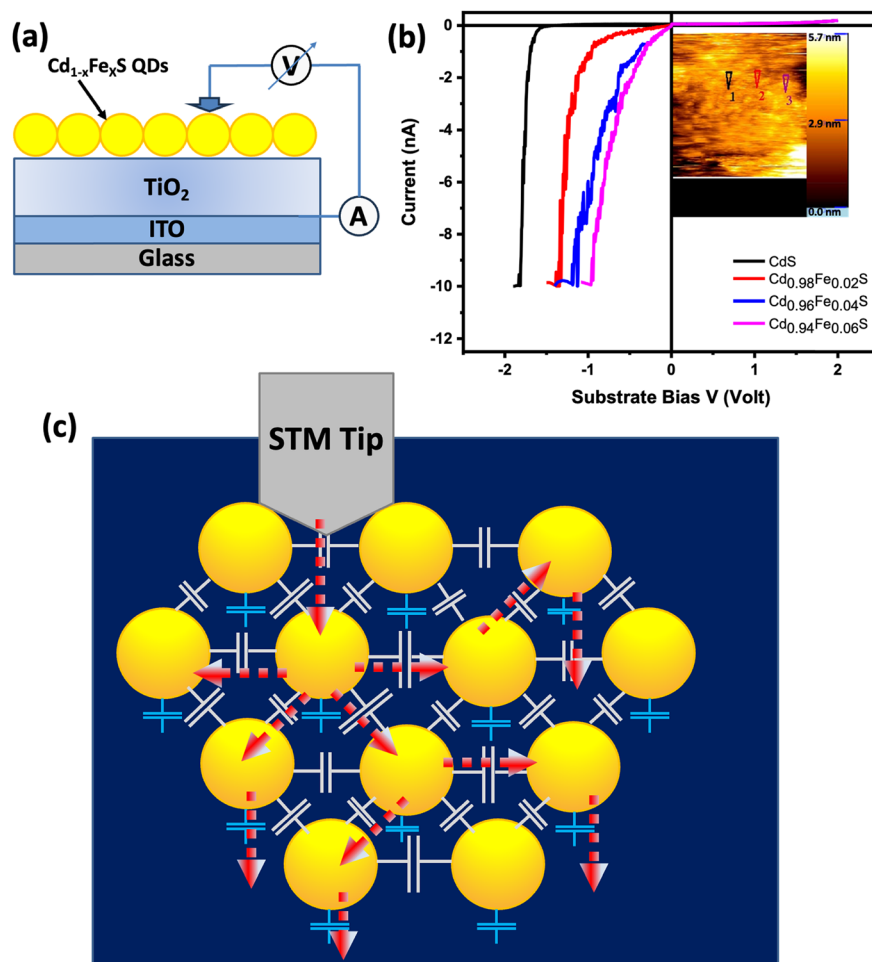 (a)
Cd₁₋ₓFeₓS QDs
V
TiO₂
ITO
A
Glass
(b)
0
-2
-4
-6
-8
-10
-12
Current (nA)
-2
-1
0
1
2
Substrate Bias V (Volt)
5.7 nm
2.9 nm
0.0 nm
1
2
3
CdS
Cd₀.₉₈Fe₀.₀₂S
Cd₀.₉₆Fe₀.₀₄S
Cd₀.₉₄Fe₀.₀₆S
(c)
STM Tip